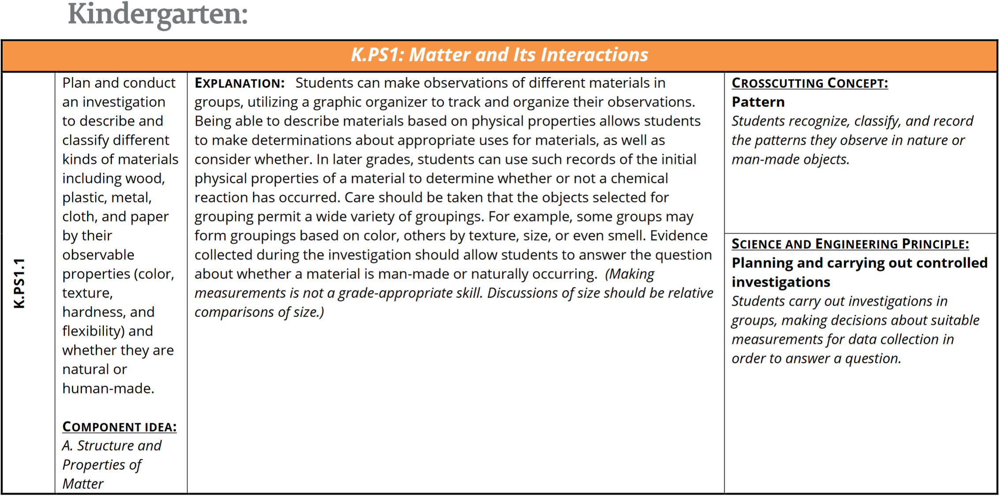 Kindergarten:
K.PS1: Matter and Its Interactions
K.PS1.1
Plan and conduct
an investigation
to describe and
classify different
kinds of materials
including wood,
plastic, metal,
cloth, and paper
by their
observable
properties (color,
texture,
hardness, and
flexibility) and
whether they are
natural or
human-made.
COMPONENT IDEA:
A. Structure and
Properties of
Matter
EXPLANATION: Students can make observations of different materials in
groups, utilizing a graphic organizer to track and organize their observations.
Being able to describe materials based on physical properties allows students
to make determinations about appropriate uses for materials, as well as
consider whether. In later grades, students can use such records of the initial
physical properties of a material to determine whether or not a chemical
reaction has occurred. Care should be taken that the objects selected for
grouping permit a wide variety of groupings. For example, some groups may
form groupings based on color, others by texture, size, or even smell. Evidence
collected during the investigation should allow students to answer the question
about whether a material is man-made or naturally occurring. (Making
measurements is not a grade-appropriate skill. Discussions of size should be relative
comparisons of size.)
CROSSCUTTING CONCEPT:
Pattern
Students recognize, classify, and record
the patterns they observe in nature or
man-made objects.
SCIENCE AND ENGINEERING PRINCIPLE:
Planning and carrying out controlled
investigations
Students carry out investigations in
groups, making decisions about suitable
measurements for data collection in
order to answer a question.